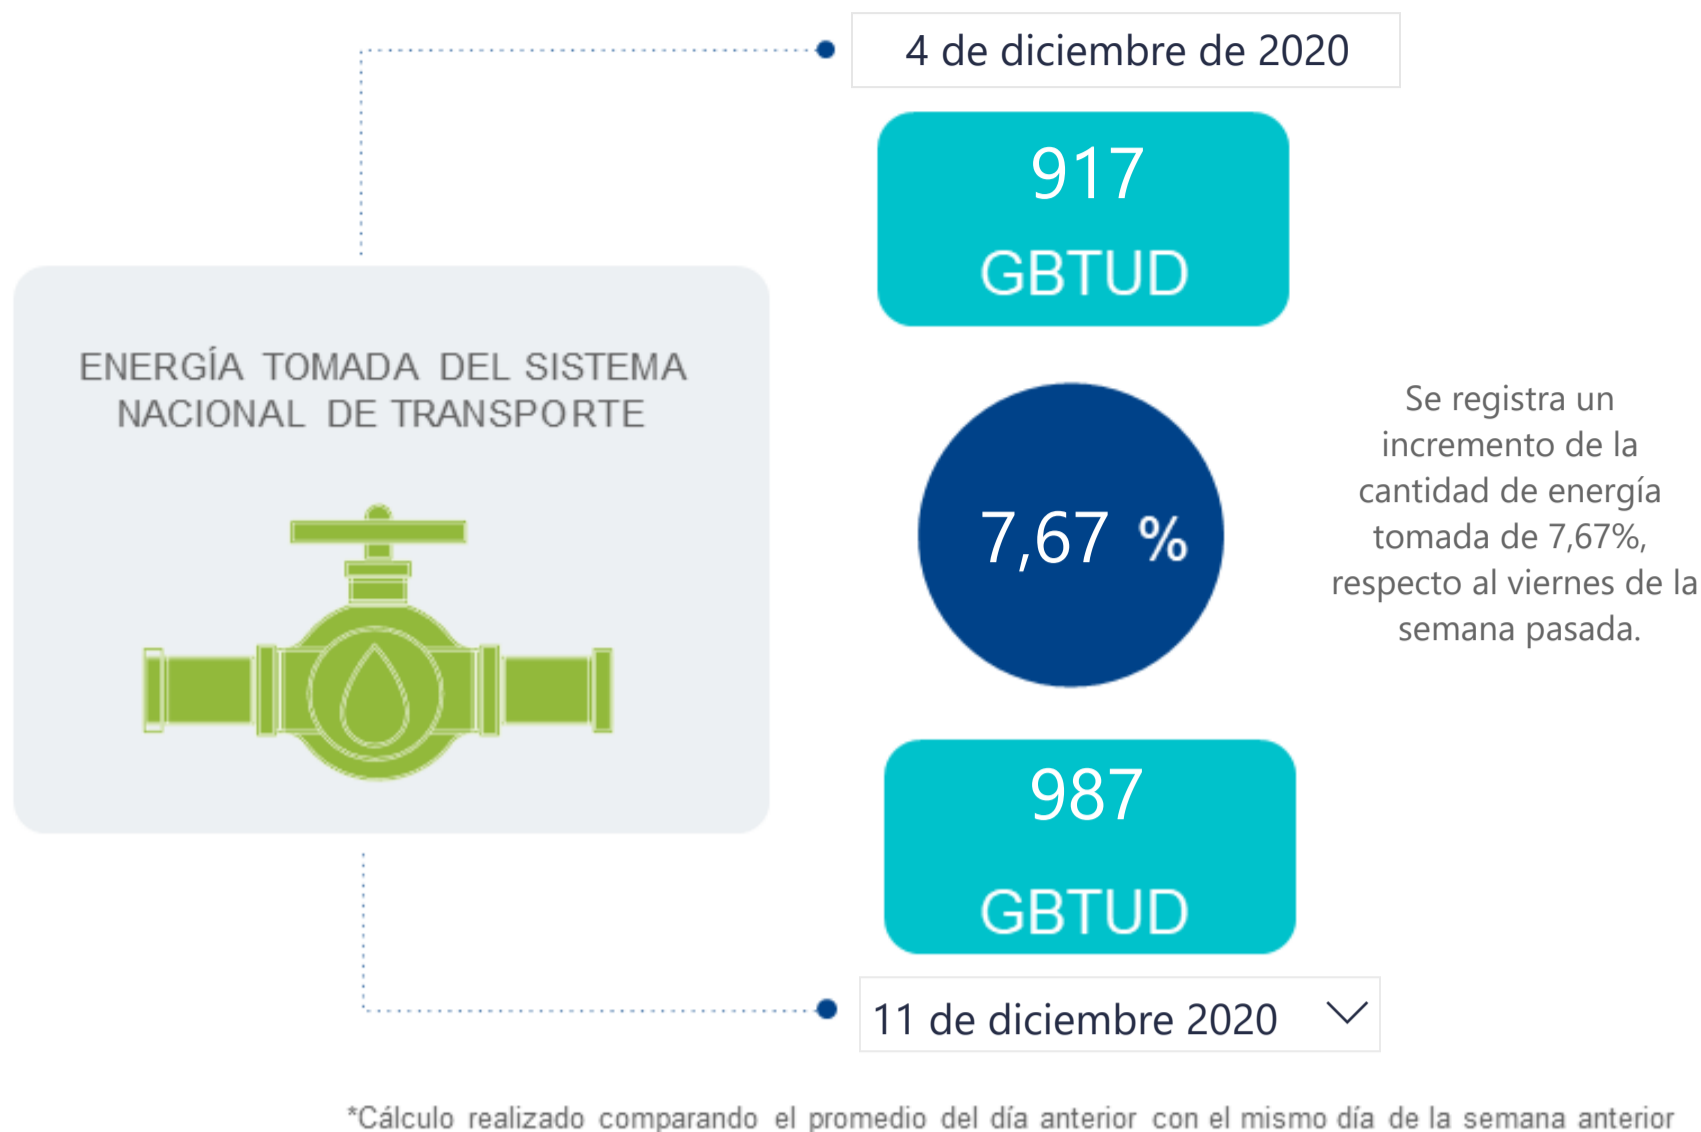 4 de diciembre de 2020
917
GBTUD
ENERGÍA TOMADA DEL SISTEMA
NACIONAL DE TRANSPORTE
7,67 %
Se registra un
incremento de la
cantidad de energía
tomada de 7,67%,
respecto al viernes de la
semana pasada.
987
GBTUD
11 de diciembre 2020
*Cálculo realizado comparando el promedio del día anterior con el mismo día de la semana anterior